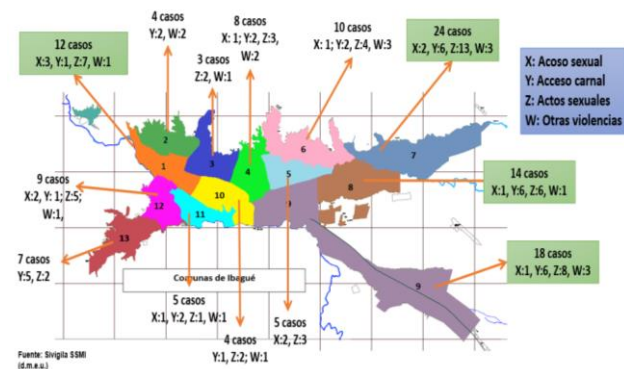 4 casos
Y:2, W:2
8 casos
X: 1; Y:2, Z:3,
W:2
10 casos
X: 1; Y:2, Z:4, W:3
24 casos
X:2, Y:6, Z:13, W:3
X: Acoso sexual
Y: Acceso carnal
Z: Actos sexuales
W: Otras violencias
12 casos
X:3, Y:1, Z:7, W:1
3 casos
Z:2, W:1
2
1
3
4
6
5
7
8
9
10
11
12
13
9
14 casos
X:1, Y:6, Z:6, W:1
9 casos
X:2, Y: 1; Z:5;
W:1,
7 casos
Y:5, Z:2
Comunas de Ibagué
18 casos
X:1, Y:6, Z:8, W:3
5 casos
X:1, Y:2, Z:1, W:1
4 casos
Y:1, Z:2; W:1
5 casos
X:2, Z:3
Fuente: Sivigila SSMI
(d.m.e.u.)